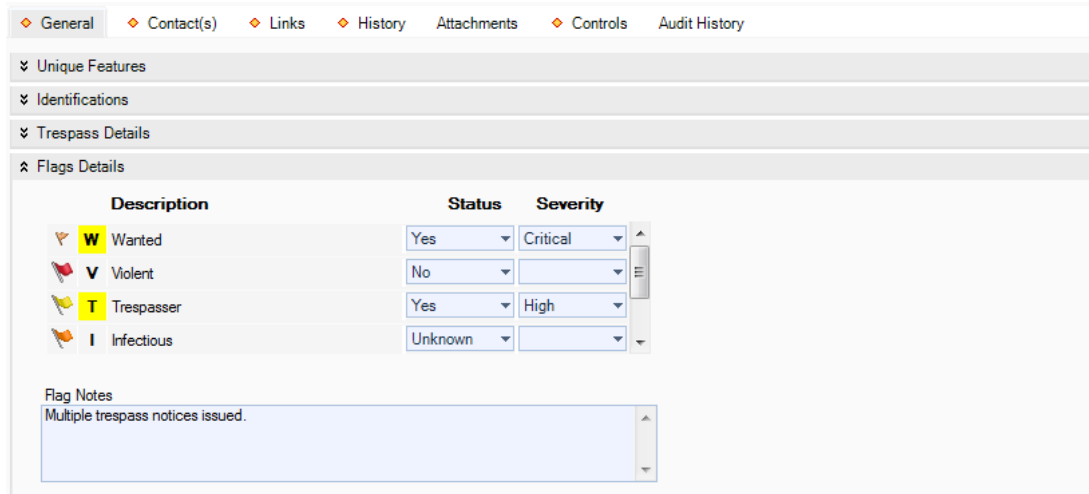 General Contact(s) Links History Attachments Controls Audit History
Unique Features
Identifications
Trespass Details
Flags Details
Description Status Severity
W Wanted Yes Critical
V Violent No
T Trespasser Yes High
I Infectious Unknown
Flag Notes
Multiple trespass notices issued.